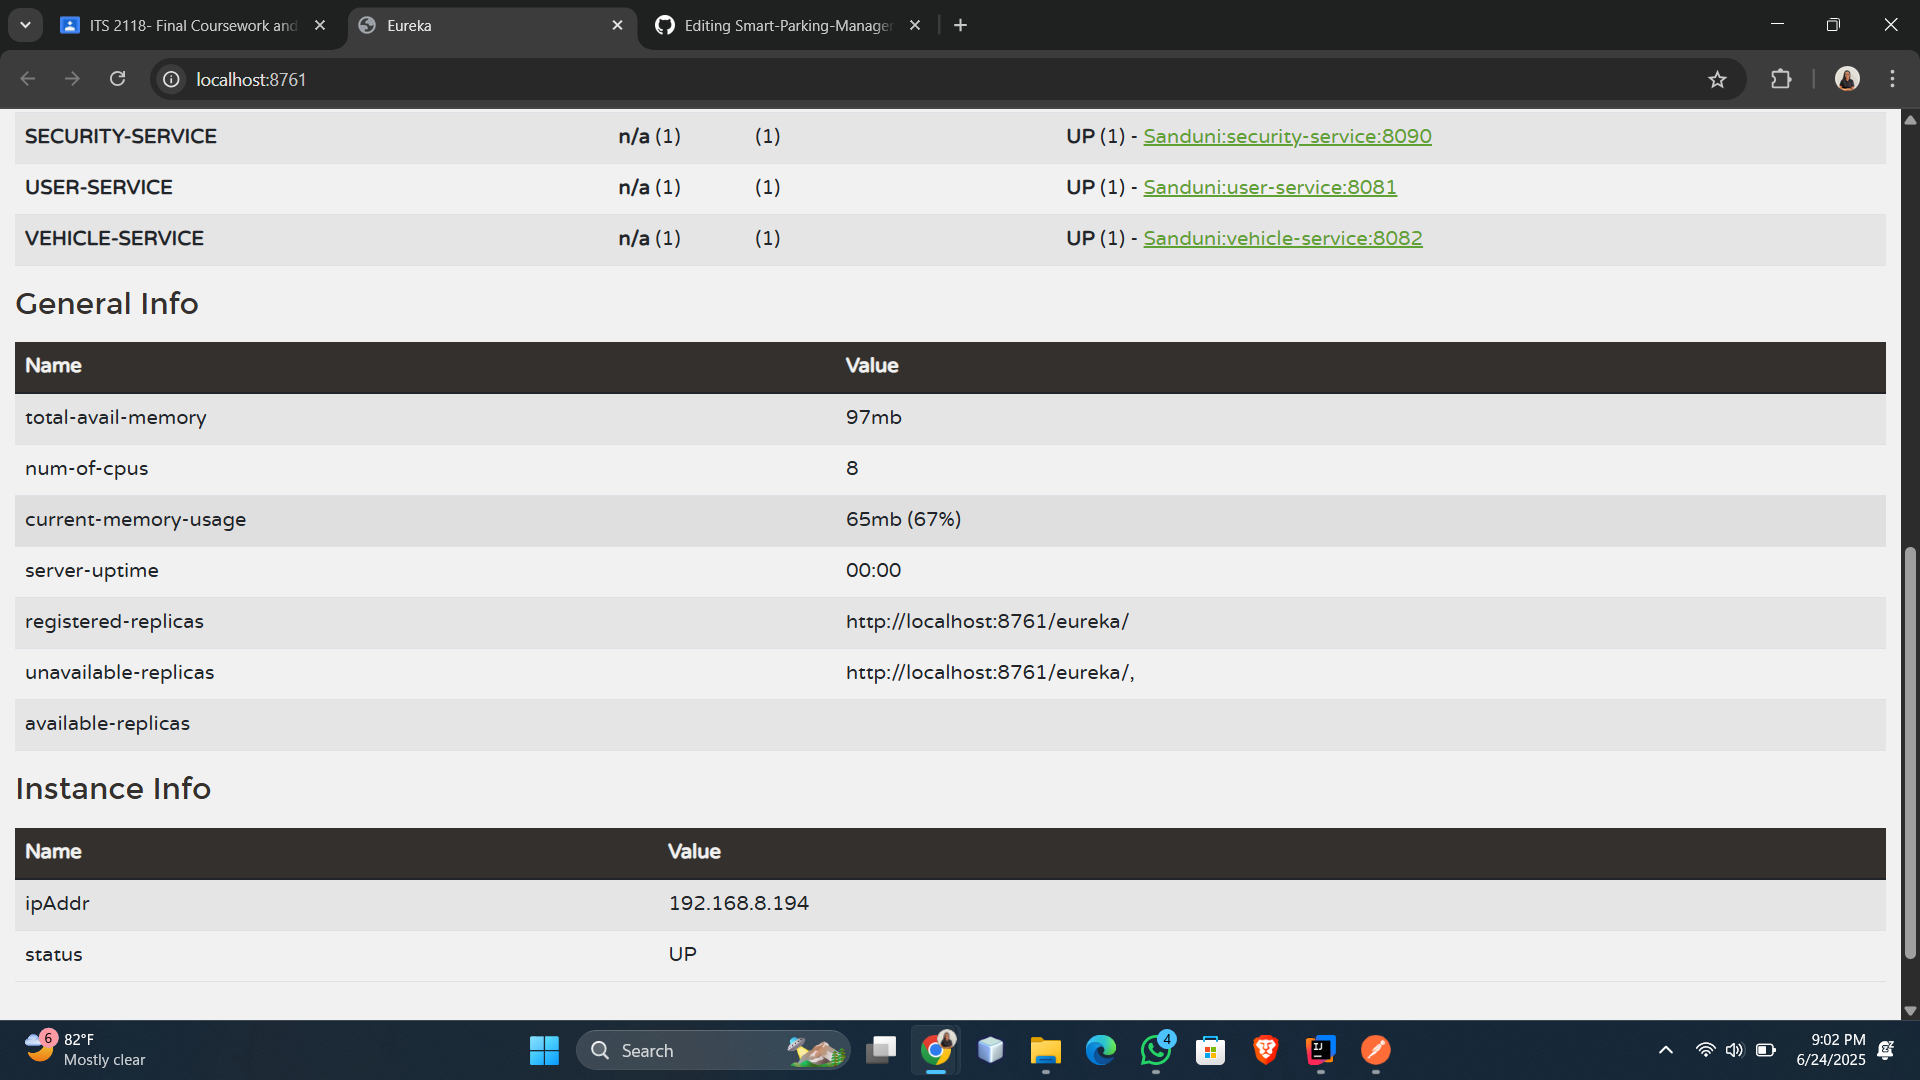 ITS 2118- Final Coursework and
Eureka
Editing Smart-Parking-Manager
localhost:8761
SECURITY-SERVICE n/a (1) (1) UP (1) - Sanduni:security-service:8090
USER-SERVICE n/a (1) (1) UP (1) - Sanduni:user-service:8081
VEHICLE-SERVICE n/a (1) (1) UP (1) - Sanduni:vehicle-service:8082
General Info
Name Value
total-avail-memory 97mb
num-of-cpus 8
current-memory-usage 65mb (67%)
server-uptime 00:00
registered-replicas http://localhost:8761/eureka/
unavailable-replicas http://localhost:8761/eureka/,
available-replicas
Instance Info
Name Value
ipAddr 192.168.8.194
status UP
6
82°F
Mostly clear
Search
4
IJ
9:02 PM
6/24/2025